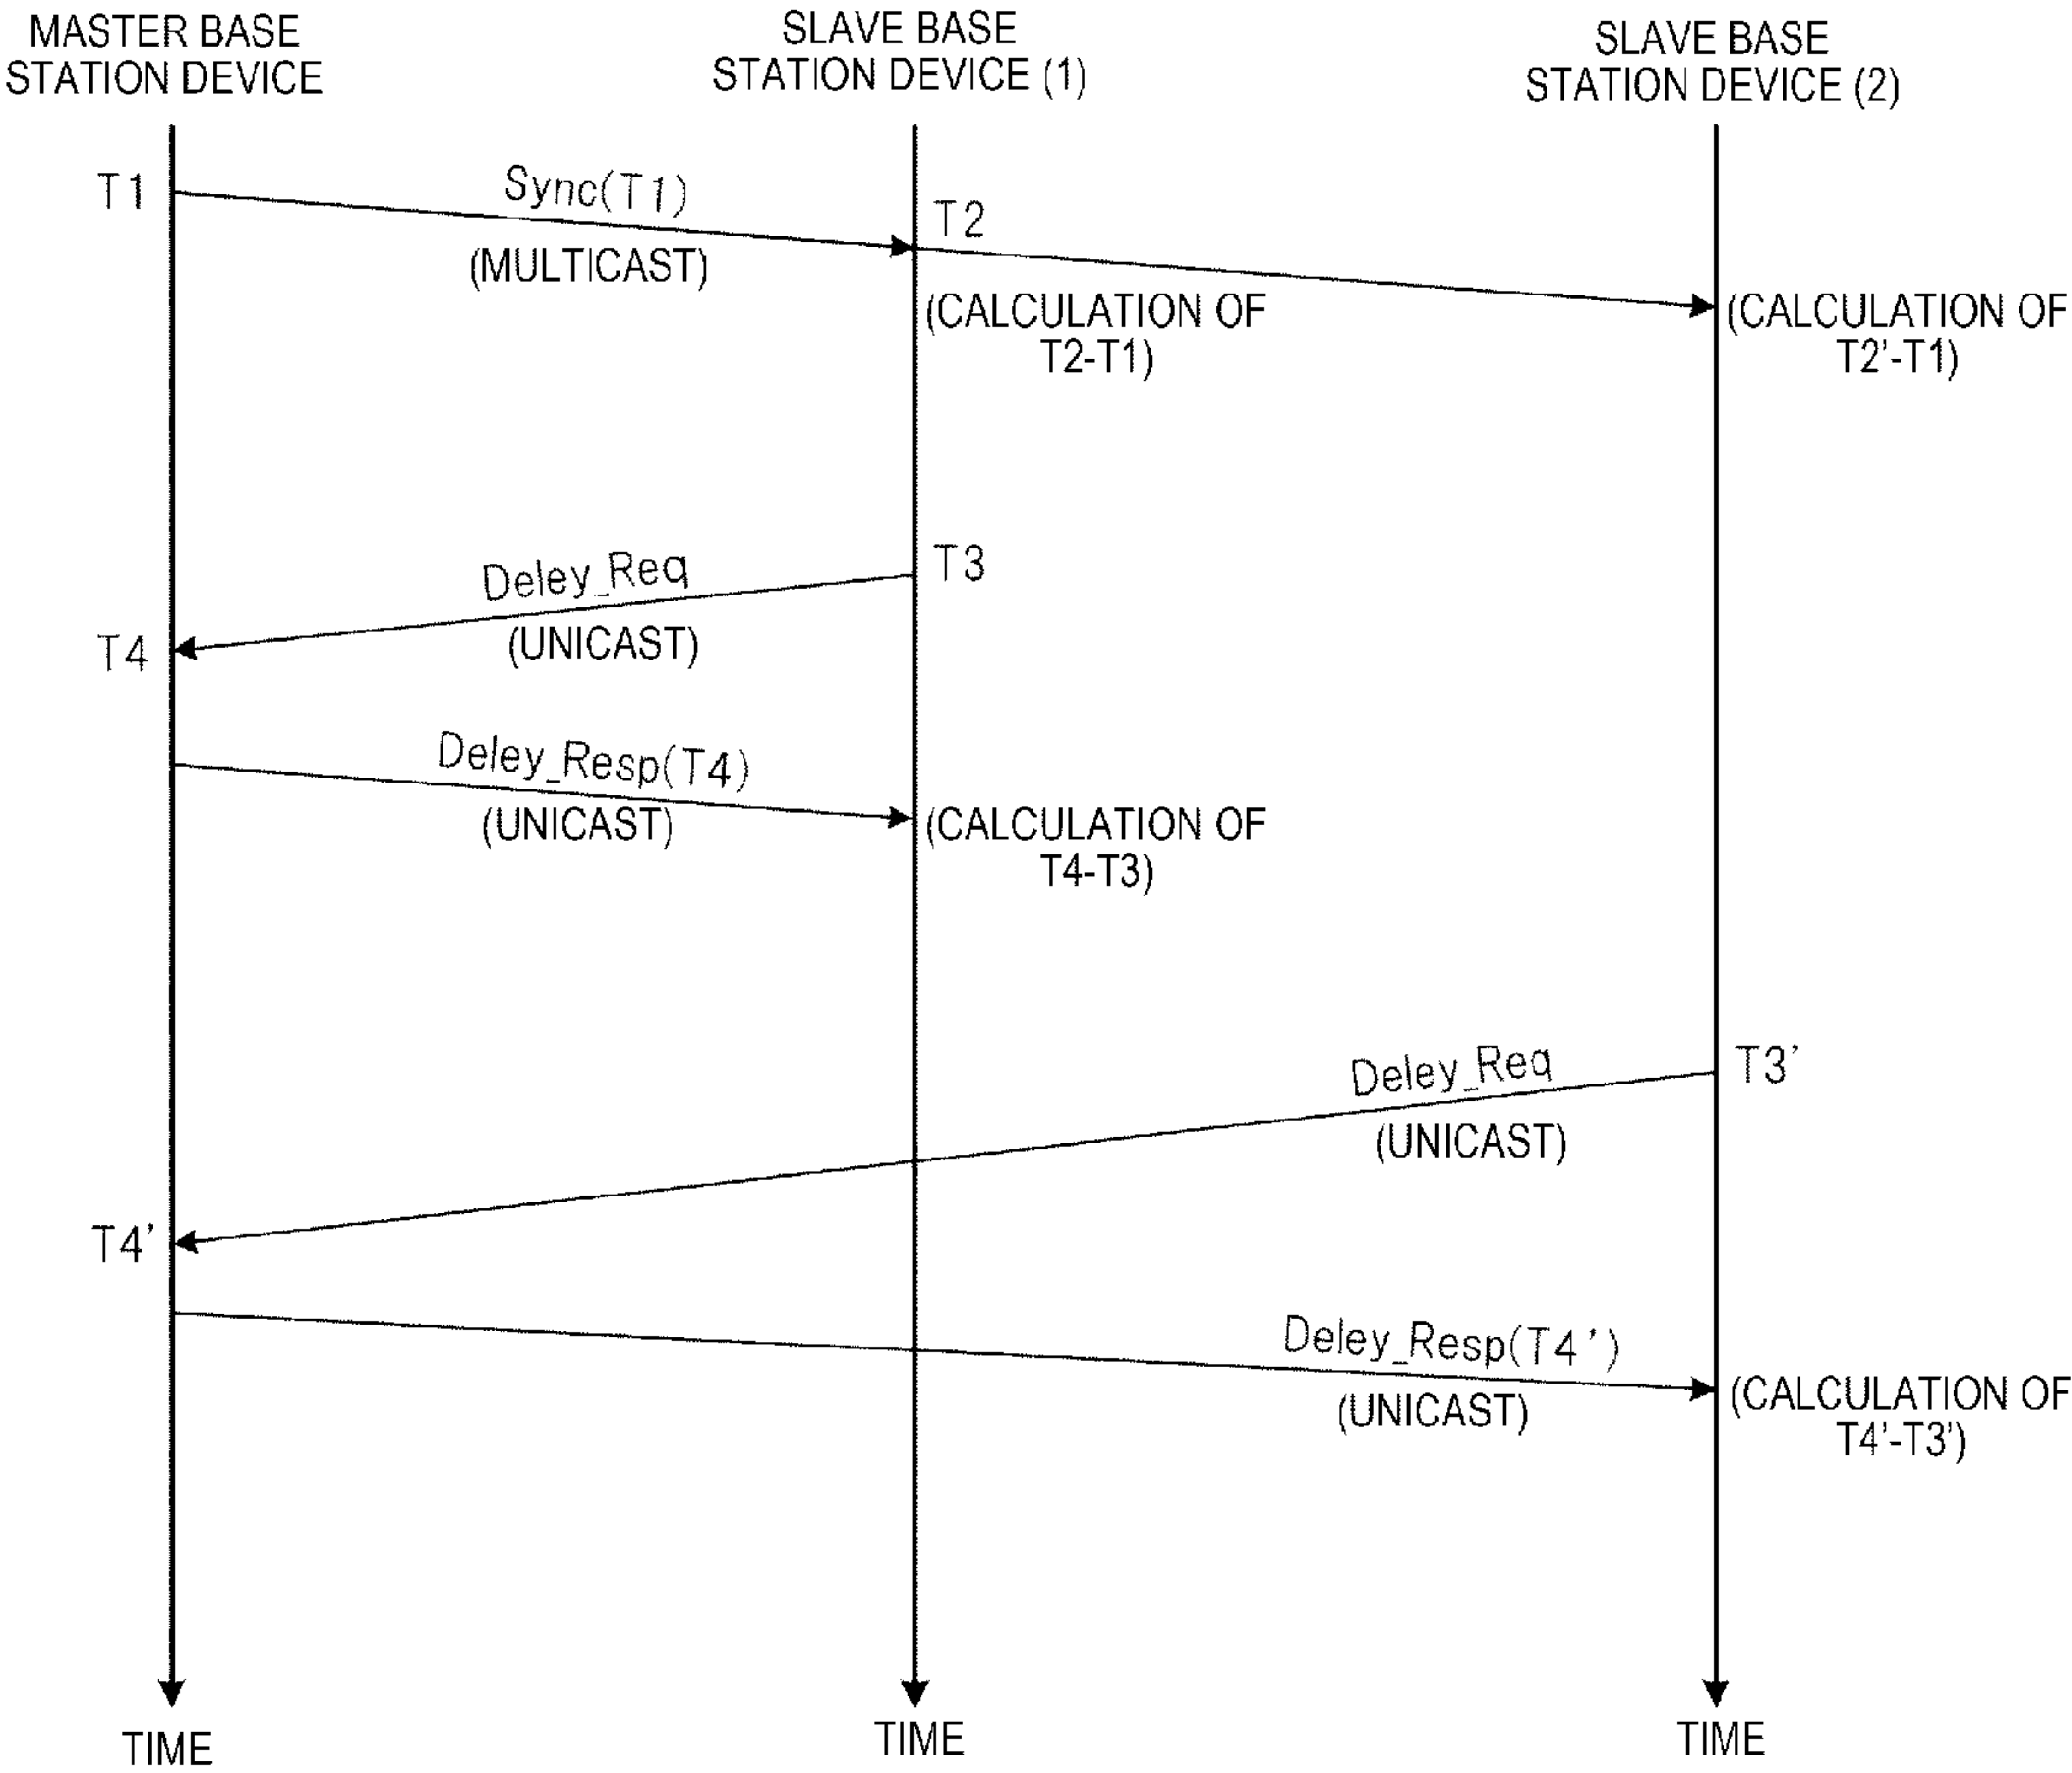 MASTER BASE
STATION DEVICE
SLAVE BASE
STATION DEVICE (1)
SLAVE BASE
STATION DEVICE (2)
T1
Sync(T1)
(MULTICAST)
T2
(CALCULATION OF
T2-T1)
(CALCULATION OF
T2'-T1)
Deley_Req
(UNICAST)
T3
T4
Deley_Resp(T4)
(UNICAST)
(CALCULATION OF
T4-T3)
Deley_Req
(UNICAST)
T3'
T4'
Deley_Resp(T4')
(UNICAST)
(CALCULATION OF
T4'-T3')
TIME
TIME
TIME